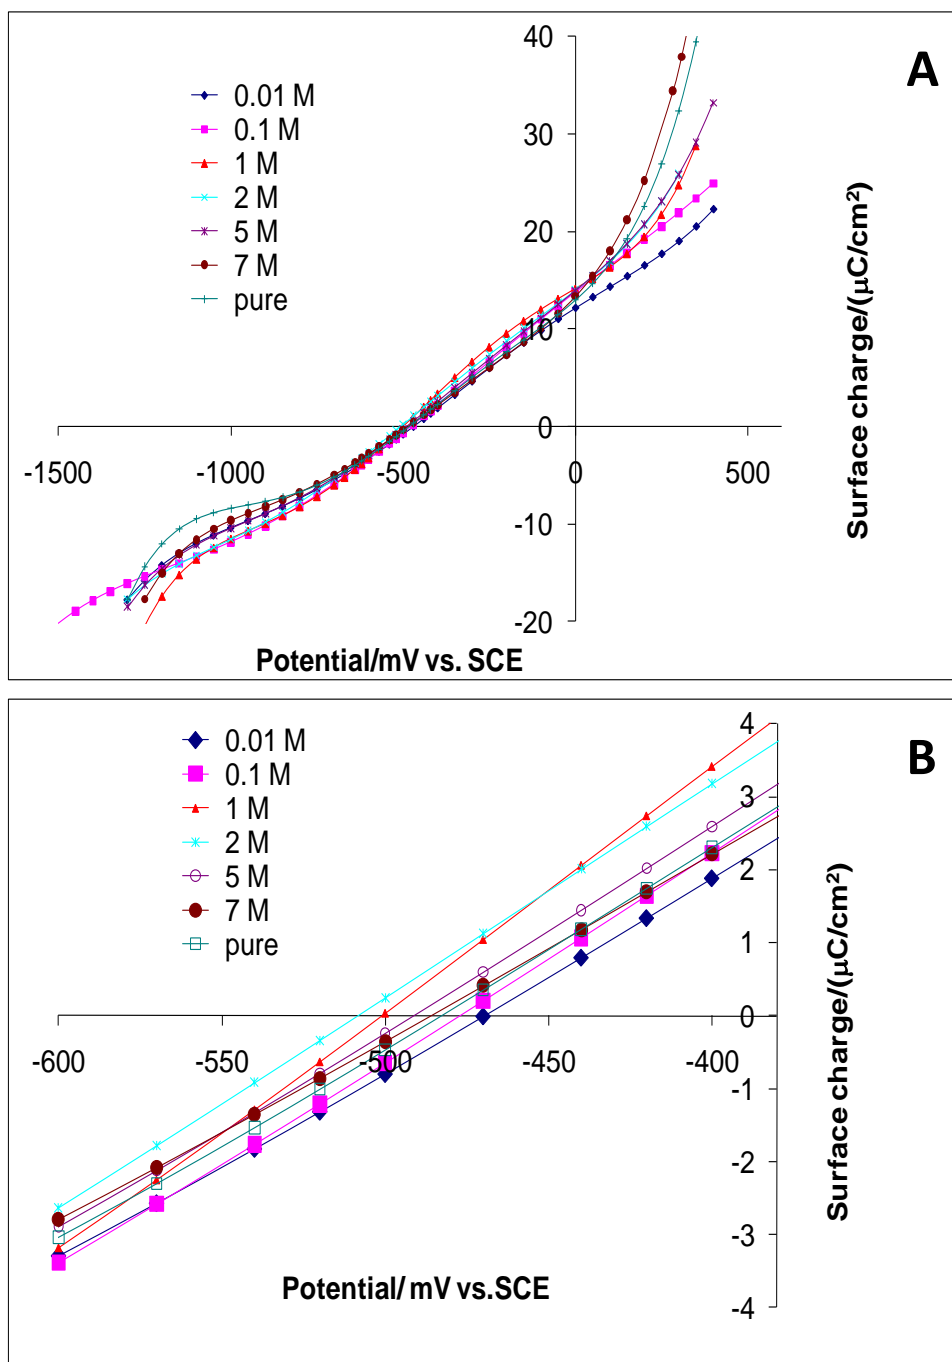 A
40
30
20
10
0
-10
-20
-1500
-1000
-500
0
500
0.01 M
0.1 M
1 M
2 M
5 M
7 M
pure
Surface charge/(μC/cm²)
Potential/mV vs. SCE
B
4
3
2
1
0
-1
-2
-3
-4
-600
-550
-500
-450
-400
0.01 M
0.1 M
1 M
2 M
5 M
7 M
pure
Surface charge/(μC/cm²)
Potential/ mV vs.SCE